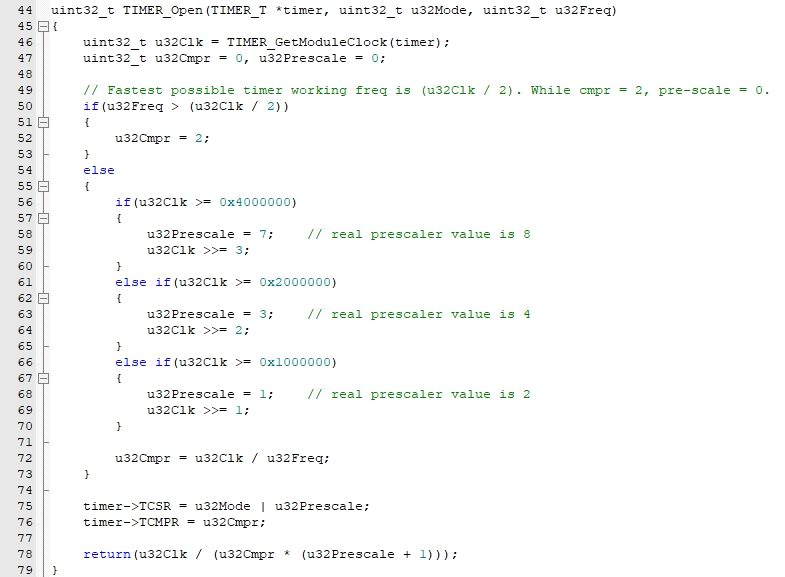 44 uint32_t TIMER_Open(TIMER_T *timer, uint32_t u32Mode, uint32_t u32Freq)
45 {
46     uint32_t u32Clk = TIMER_GetModuleClock(timer);
47     uint32_t u32Cmpr = 0, u32Prescale = 0;
48
49     // Fastest possible timer working freq is (u32Clk / 2). While cmpr = 2, pre-scale = 0.
50     if(u32Freq > (u32Clk / 2))
51     {
52         u32Cmpr = 2;
53     }
54     else
55     {
56         if(u32Clk >= 0x4000000)
57         {
58             u32Prescale = 7;    // real prescaler value is 8
59             u32Clk >>= 3;
60         }
61         else if(u32Clk >= 0x2000000)
62         {
63             u32Prescale = 3;    // real prescaler value is 4
64             u32Clk >>= 2;
65         }
66         else if(u32Clk >= 0x1000000)
67         {
68             u32Prescale = 1;    // real prescaler value is 2
69             u32Clk >>= 1;
70         }
71
72         u32Cmpr = u32Clk / u32Freq;
73     }
74
75     timer->TCSR = u32Mode | u32Prescale;
76     timer->TCMPR = u32Cmpr;
77
78     return(u32Clk / (u32Cmpr * (u32Prescale + 1)));
79 }